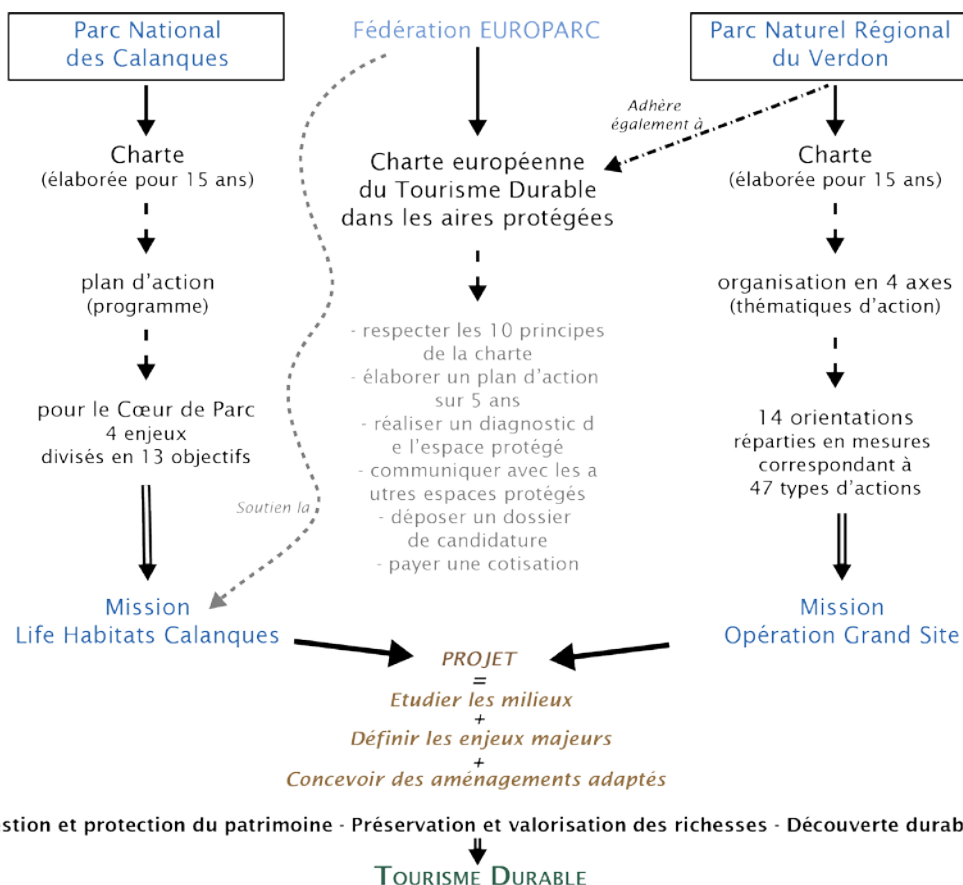 Parc National
des Calanques
Charte
(élaborée pour 15 ans)
plan d'action
(programme)
pour le Cœur de Parc
4 enjeux
divisés en 13 objectifs
Mission
Life Habitats Calanques
Fédération EUROPARC
Soutien la
Charte européenne
du Tourisme Durable
dans les aires protégées
- respecter les 10 principes
de la charte
- élaborer un plan d'action
sur 5 ans
- réaliser un diagnostic d
e l'espace protégé
- communiquer avec les a
utres espaces protégés
- déposer un dossier
de candidature
- payer une cotisation
Parc Naturel Régional
du Verdon
Adhère
également à
Charte
(élaborée pour 15 ans)
organisation en 4 axes
(thématiques d'action)
14 orientations
réparties en mesures
correspondant à
47 types d'actions
Mission
Opération Grand Site
PROJET
=
Etudier les milieux
+
Définir les enjeux majeurs
+
Concevoir des aménagements adaptés
stion et protection du patrimoine - Préservation et valorisation des richesses - Découverte durab
TOURISME DURABLE